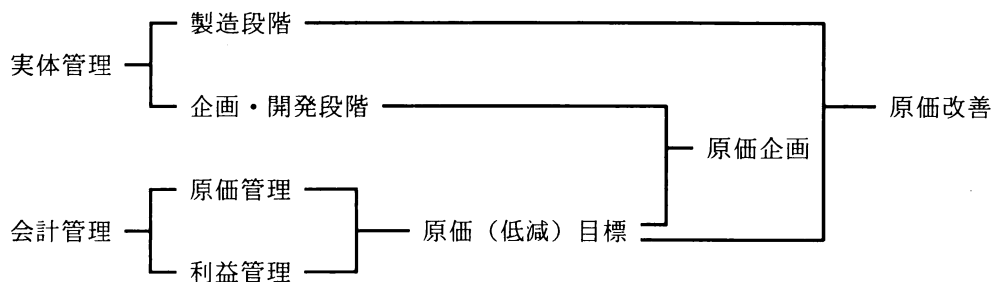 製造段階
実体管理
企画・開発段階
原価改善
原価企画
原価管理
会計管理
原価（低減）目標
利益管理